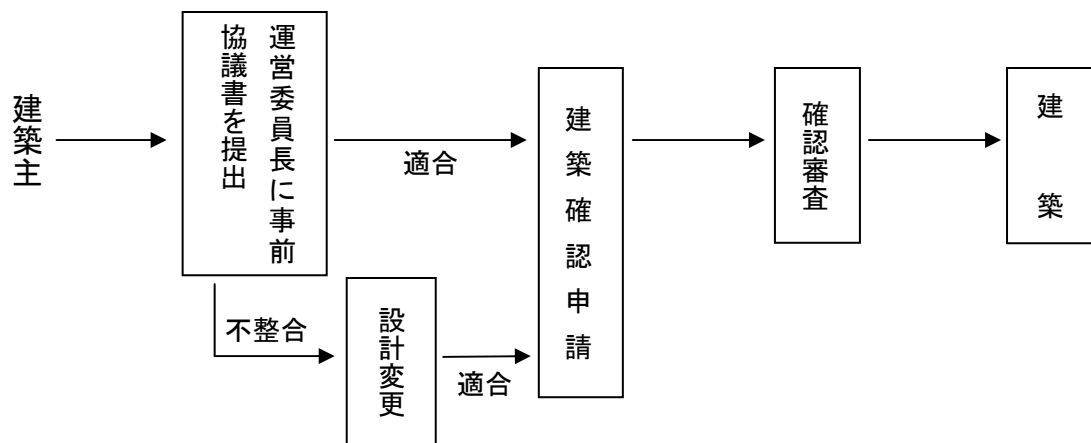 建築主
運営委員長に事前
協議書を提出
適合
不整合
設計変更
適合
建築確認申請
確認審査
建築